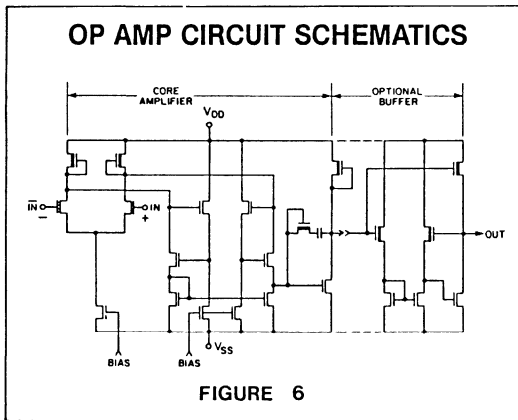 OP AMP CIRCUIT SCHEMATICS
CORE
AMPLIFIER
OPTIONAL
BUFFER
VDD
IN
−
IN
+
OUT
BIAS
BIAS
VSS
FIGURE 6